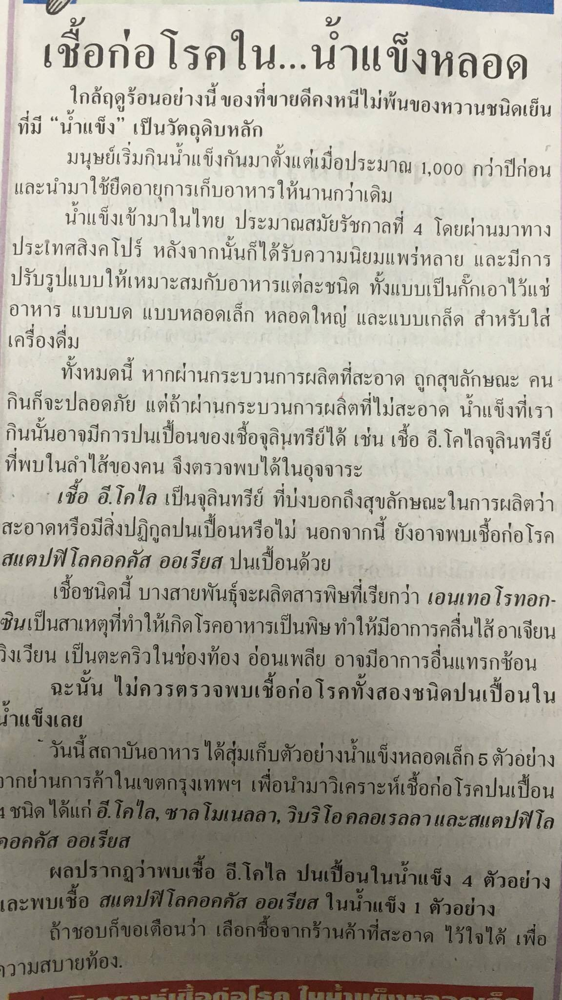 เชื้อก่อโรคใน...น้ำแข็งหลอด
ใกล้ฤดูร้อนอย่างนี้ ของที่ขายดีคงหนีไม่พ้นของหวานชนิดเย็น
ที่มี “น้ำแข็ง” เป็นวัตถุดิบหลัก
มนุษย์เริ่มกินน้ำแข็งกันมาตั้งแต่เมื่อประมาณ 1,000 กว่าปีก่อน
และนำมาใช้ยืดอายุการเก็บอาหารให้นานกว่าเดิม
น้ำแข็งเข้ามาในไทย ประมาณสมัยรัชกาลที่ 4 โดยผ่านมาทาง
ประเทศสิงคโปร์ หลังจากนั้นก็ได้รับความนิยมแพร่หลาย และมีการ
ปรับรูปแบบให้เหมาะสมกับอาหารแต่ละชนิด ทั้งแบบเป็นกั๊กเอาไว้แช่
อาหาร แบบบด แบบหลอดเล็ก หลอดใหญ่ และแบบเกล็ด สำหรับใส่
เครื่องดื่ม
ทั้งหมดนี้ หากผ่านกระบวนการผลิตที่สะอาด ถูกสุขลักษณะ คน
กินก็จะปลอดภัย แต่ถ้าผ่านกระบวนการผลิตที่ไม่สะอาด น้ำแข็งที่เรา
กินนั้นอาจมีการปนเปื้อนของเชื้อจุลินทรีย์ได้ เช่น เชื้อ อี.โคไลจุลินทรีย์
ที่พบในลำไส้ของคน จึงตรวจพบได้ในอุจจาระ
เชื้อ อี.โคไล เป็นจุลินทรีย์ ที่บ่งบอกถึงสุขลักษณะในการผลิตว่า
สะอาดหรือมีสิ่งปฏิกูลปนเปื้อนหรือไม่ นอกจากนี้ ยังอาจพบเชื้อก่อโรค
สแตปฟิโลคอคคัส ออเรียส ปนเปื้อนด้วย
เชื้อชนิดนี้ บางสายพันธุ์จะผลิตสารพิษที่เรียกว่า เอนเทอโรทอก-
ซินเป็นสาเหตุที่ทำให้เกิดโรคอาหารเป็นพิษ ทำให้มีอาการคลื่นไส้ อาเจียน
วิงเวียน เป็นตะคริวในช่องท้อง อ่อนเพลีย อาจมีอาการอื่นแทรกซ้อน
ฉะนั้น ไม่ควรตรวจพบเชื้อก่อโรคทั้งสองชนิดปนเปื้อนใน
น้ำแข็งเลย
วันนี้ สถาบันอาหาร ได้สุ่มเก็บตัวอย่างน้ำแข็งหลอดเล็ก 5 ตัวอย่าง
จากย่านการค้าในเขตกรุงเทพฯ เพื่อนำมาวิเคราะห์เชื้อก่อโรคปนเปื้อน
4 ชนิด ได้แก่ อี.โคไล, ซาลโมเนลลา, วิบริโอ คลอเรลลา และสแตปฟิโล
คอคคัส ออเรียส
ผลปรากฏว่าพบเชื้อ อี.โคไล ปนเปื้อนในน้ำแข็ง 4 ตัวอย่าง
และพบเชื้อ สแตปฟิโลคอคคัส ออเรียส ในน้ำแข็ง 1 ตัวอย่าง
ถ้าชอบก็ขอเตือนว่า เลือกซื้อจากร้านค้าที่สะอาด ไว้ใจได้ เพื่อ
ความสบายท้อง.